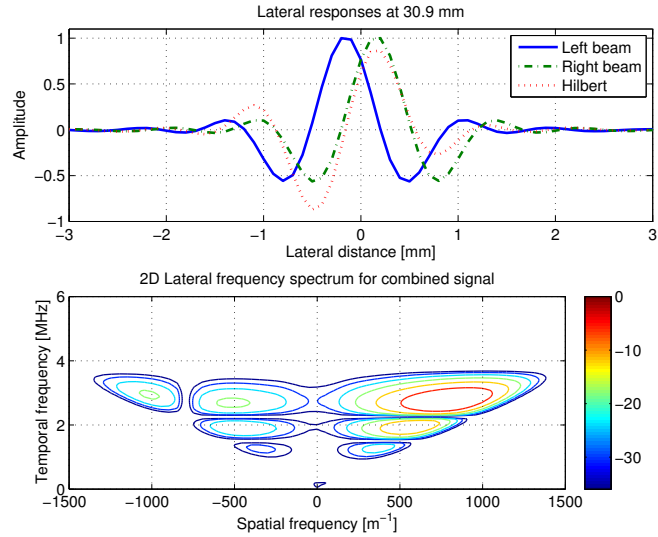 Lateral responses at 30.9 mm
Amplitude
1
0.5
0
−0.5
−1
Left beam
Right beam
Hilbert
−3 −2 −1 0 1 2 3
Lateral distance [mm]
2D Lateral frequency spectrum for combined signal
Temporal frequency [MHz]
6
4
2
0
−1500 −1000 −500 0 500 1000 1500
Spatial frequency [m⁻¹]
0
−10
−20
−30